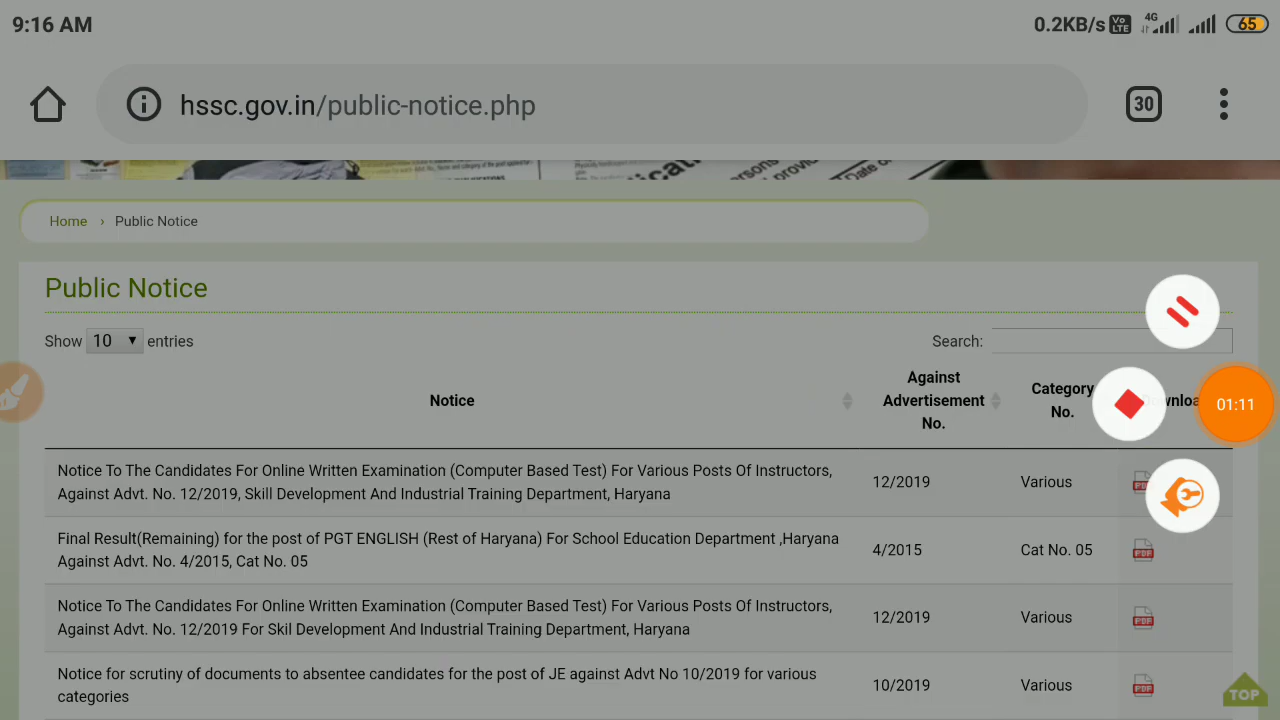 9:16 AM
0.2KB/s Vo LTE 4G 65
hssc.gov.in/public-notice.php
30
Home › Public Notice
Public Notice
Show 10 entries
Search:
Notice
Against Advertisement No.
Category No.
01:11
Notice To The Candidates For Online Written Examination (Computer Based Test) For Various Posts Of Instructors,
Against Advt. No. 12/2019, Skill Development And Industrial Training Department, Haryana
12/2019
Various
Final Result(Remaining) for the post of PGT ENGLISH (Rest of Haryana) For School Education Department ,Haryana
Against Advt. No. 4/2015, Cat No. 05
4/2015
Cat No. 05
PDF
Notice To The Candidates For Online Written Examination (Computer Based Test) For Various Posts Of Instructors,
Against Advt. No. 12/2019 For Skil Development And Industrial Training Department, Haryana
12/2019
Various
PDF
Notice for scrutiny of documents to absentee candidates for the post of JE against Advt No 10/2019 for various
categories
10/2019
Various
PDF
TOP